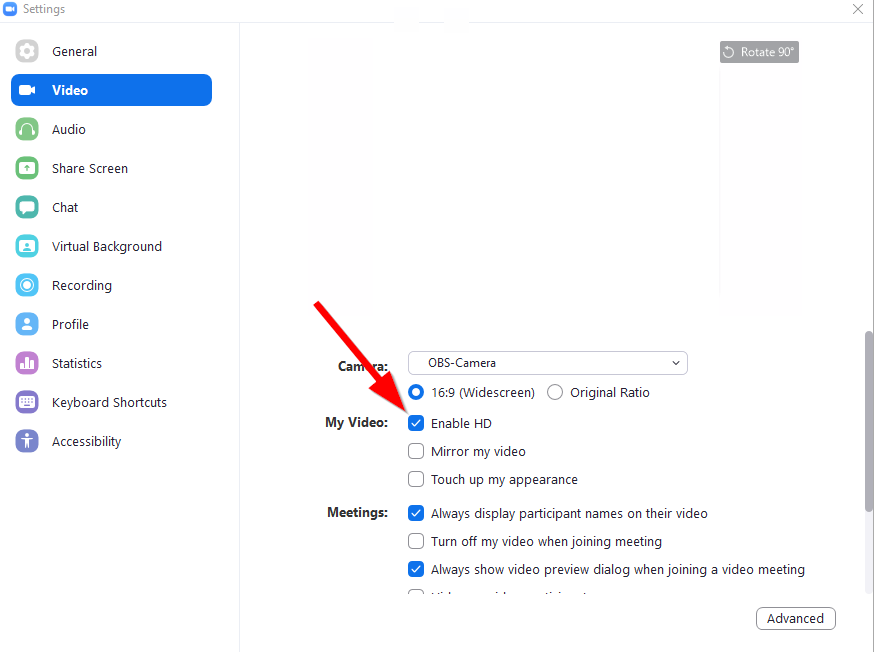 Settings
General
Video
Audio
Share Screen
Chat
Virtual Background
Recording
Profile
Statistics
Keyboard Shortcuts
Accessibility
Rotate 90°
Camera: OBS-Camera
16:9 (Widescreen) Original Ratio
My Video: Enable HD
Mirror my video
Touch up my appearance
Meetings: Always display participant names on their video
Turn off my video when joining meeting
Always show video preview dialog when joining a video meeting
Advanced